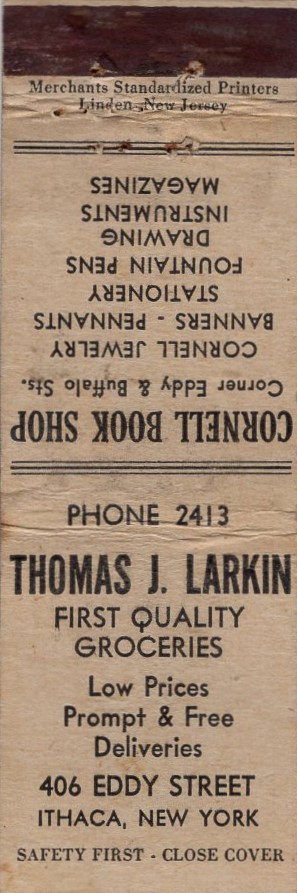 Merchants Standardized Printers
Linden, New Jersey
CORNELL BOOK SHOP
Corner Eddy & Buffalo Sts.
CORNELL JEWELRY
BANNERS - PENNANTS
STATIONERY
FOUNTAIN PENS
DRAWING
INSTRUMENTS
MAGAZINES
PHONE 2413
THOMAS J. LARKIN
FIRST QUALITY
GROCERIES
Low Prices
Prompt & Free
Deliveries
406 EDDY STREET
ITHACA, NEW YORK
SAFETY FIRST - CLOSE COVER